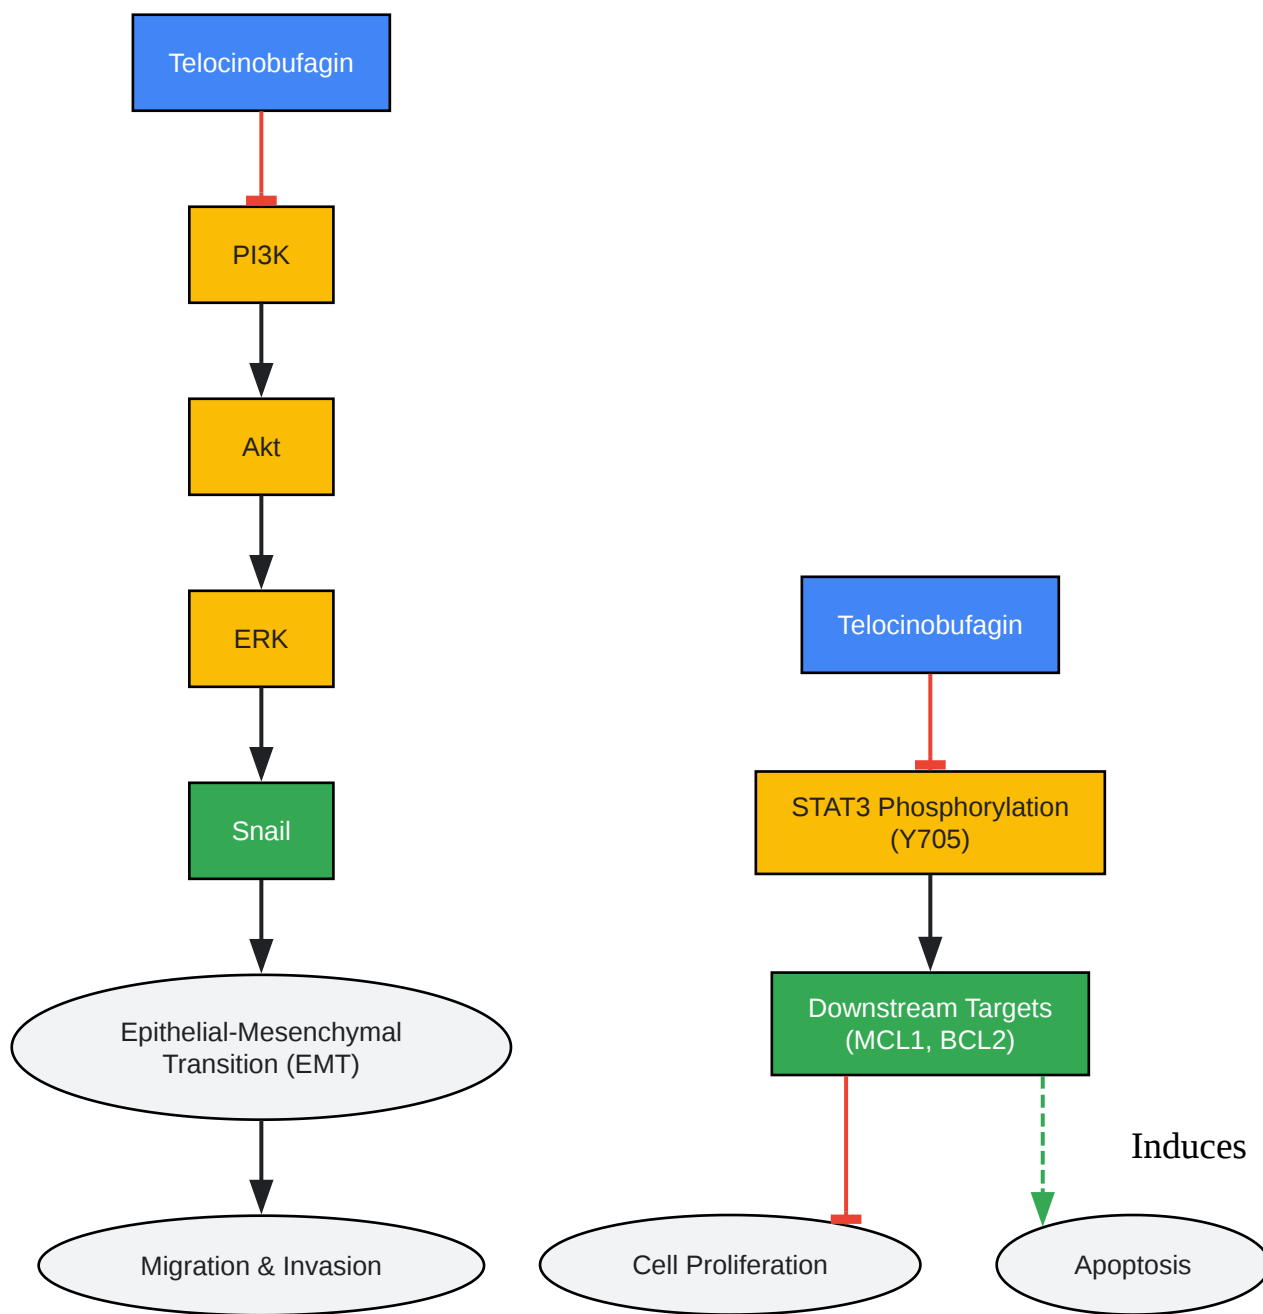 Telocinobufagin
PI3K
Akt
ERK
Snail
Epithelial-Mesenchymal
Transition (EMT)
Migration & Invasion
Telocinobufagin
STAT3 Phosphorylation
(Y705)
Downstream Targets
(MCL1, BCL2)
Induces
Cell Proliferation
Apoptosis